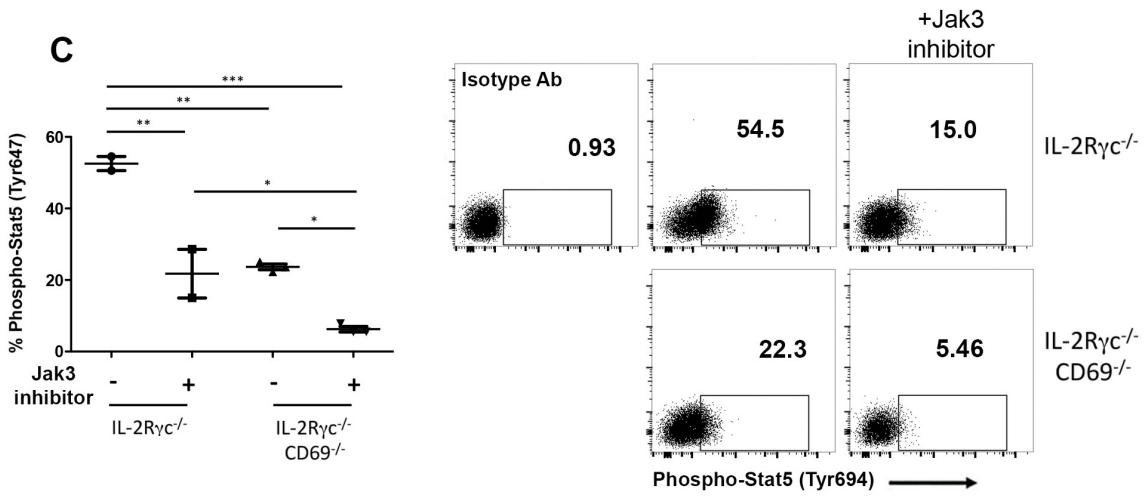 C
***
**
**
*
*
% Phospho-Stat5 (Tyr647)
60
40
20
0
Jak3
inhibitor
- + - +
IL-2Rγc-/-
IL-2Rγc-/-
CD69-/-
+Jak3
inhibitor
Isotype Ab
0.93
54.5
15.0
IL-2Rγc-/-
22.3
5.46
IL-2Rγc-/-
CD69-/-
Phospho-Stat5 (Tyr694)